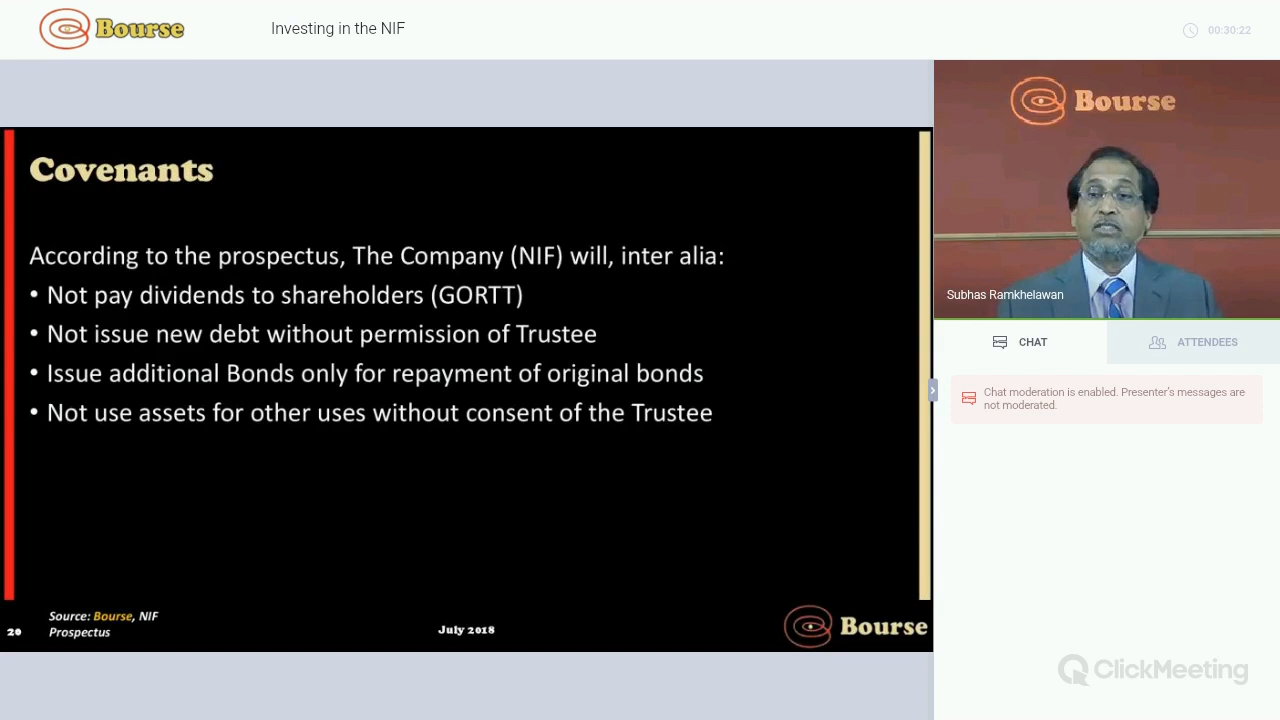 Bourse
Investing in the NIF
00:30:22
Covenants
According to the prospectus, The Company (NIF) will, inter alia:
• Not pay dividends to shareholders (GORTT)
• Not issue new debt without permission of Trustee
• Issue additional Bonds only for repayment of original bonds
• Not use assets for other uses without consent of the Trustee
20
Source: Bourse, NIF
Prospectus
July 2018
Bourse
Bourse
Subhas Ramkhelawan
CHAT
ATTENDEES
Chat moderation is enabled. Presenter's messages are
not moderated.
ClickMeeting